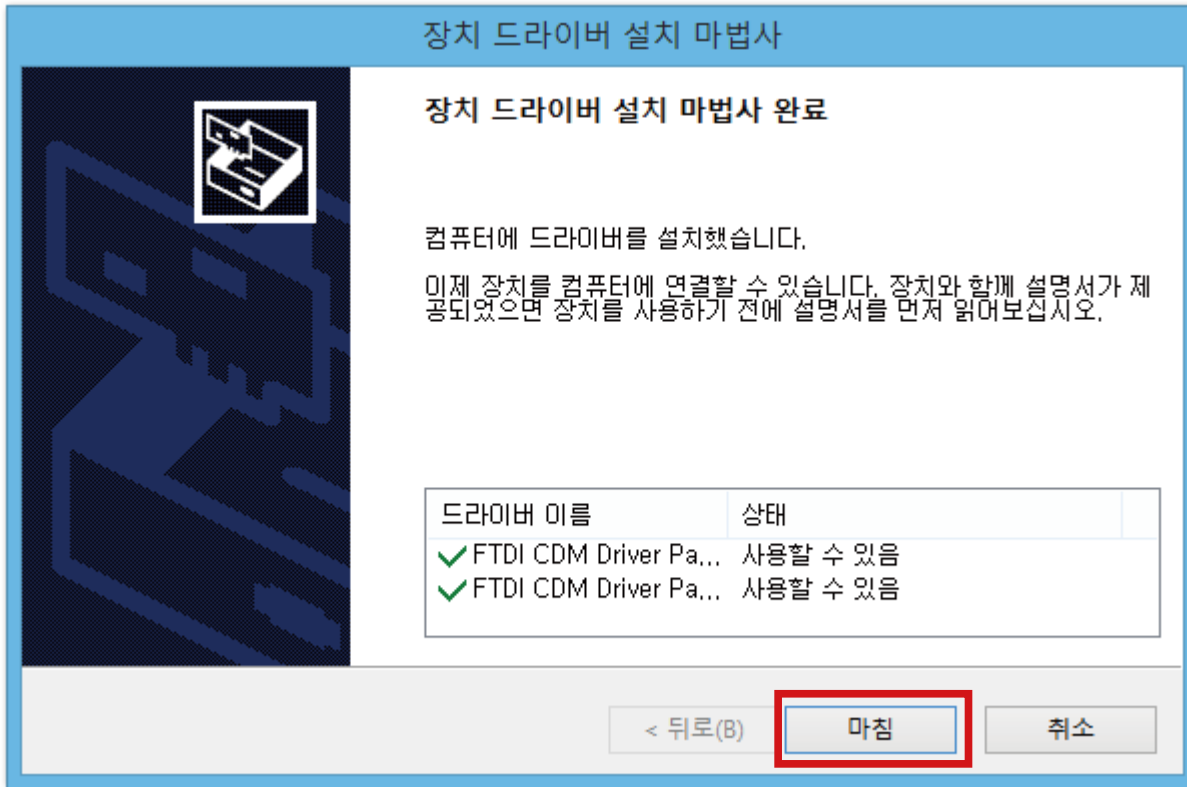 장치 드라이버 설치 마법사
장치 드라이버 설치 마법사 완료
컴퓨터에 드라이버를 설치했습니다.
이제 장치를 컴퓨터에 연결할 수 있습니다. 장치와 함께 설명서가 제
공되었으면 장치를 사용하기 전에 설명서를 먼저 읽어보십시오.
드라이버 이름 상태
FTDI CDM Driver Pa... 사용할 수 있음
FTDI CDM Driver Pa... 사용할 수 있음
< 뒤로(B) 마침 취소